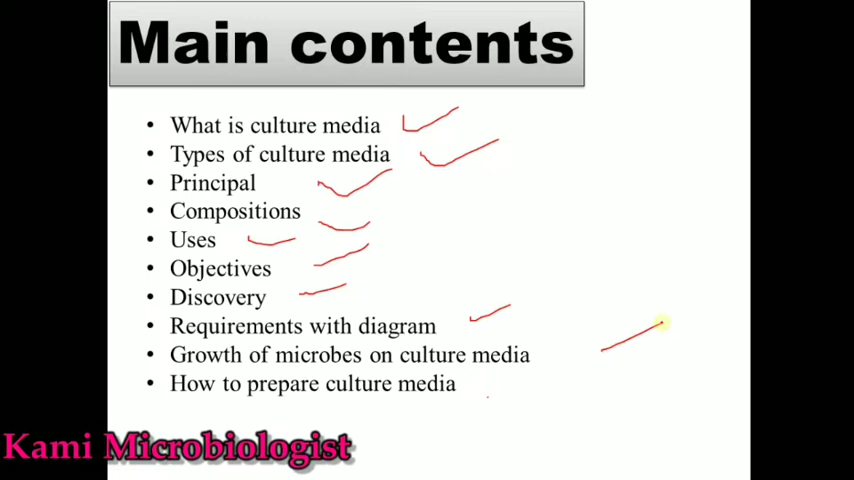 Main contents
• What is culture media
• Types of culture media
• Principal
• Compositions
• Uses
• Objectives
• Discovery
• Requirements with diagram
• Growth of microbes on culture media
• How to prepare culture media
Kami Microbiologist